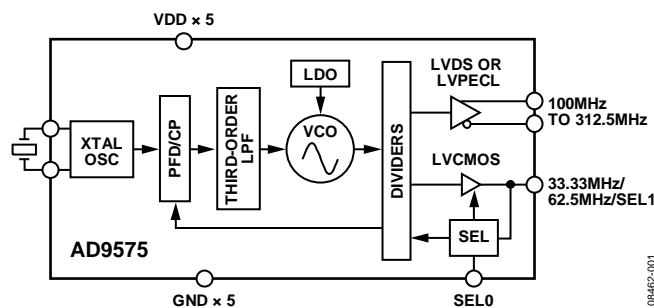 VDD × 5
XTAL
OSC
PFD/CP
THIRD-ORDER
LPF
LDO
VCO
DIVIDERS
LVDS OR
LVPECL
100MHz
TO 312.5MHz
LVCMOS
33.33MHz/
62.5MHz/SEL1
SEL
AD9575
GND × 5
SEL0
08462-001